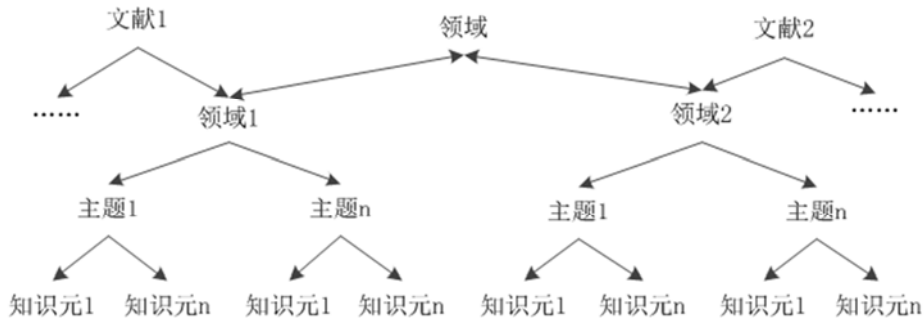 文献1 领域 文献2
…… 领域1 领域2 ……
主题1 主题n 主题1 主题n
知识元1 知识元n 知识元1 知识元n 知识元1 知识元n 知识元1 知识元n